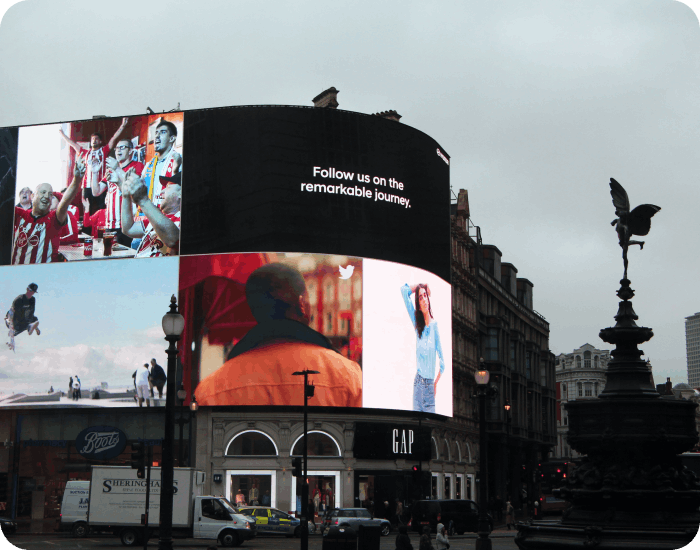 Follow us on the
remarkable journey.
Boots
GAP
SHERINGHAM'S